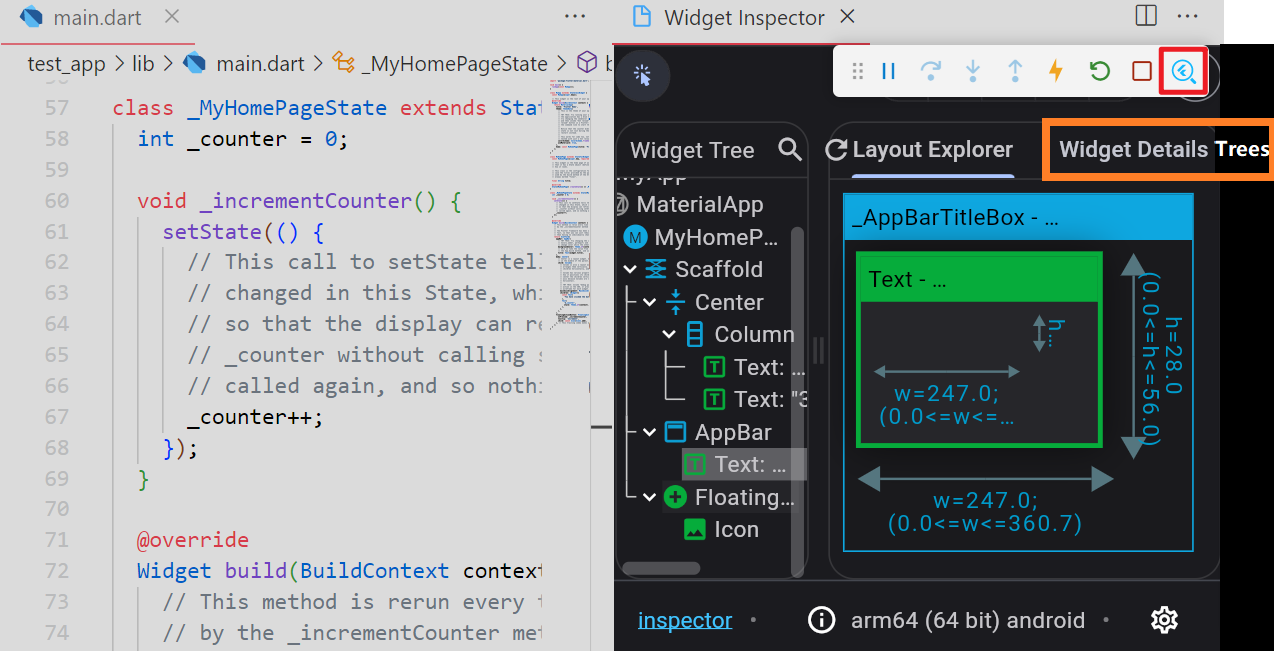 main.dart
test_app > lib > main.dart > _MyHomePageState >
57 class _MyHomePageState extends Stat
58 int _counter = 0;
59
60 void _incrementCounter() {
61 setState(() {
62 // This call to setState tel
63 // changed in this State, whi
64 // so that the display can re
65 // _counter without calling s
66 // called again, and so nothi
67 _counter++;
68 });
69 }
70
71 @override
72 Widget build(BuildContext context
73 // This method is rerun every t
74 // by the _incrementCounter met
Widget Inspector
Widget Tree
MyApp
MaterialApp
M MyHomeP...
Scaffold
Center
Column
T Text: ...
T Text: "3
AppBar
T Text: ...
Floating...
Icon
Layout Explorer
Widget Details Trees
_AppBarTitleBox - ...
Text - ...
h...
w=247.0;
(0.0<=w<=...
h=28.0
(0.0<=h<=56.0)
w=247.0;
(0.0<=w<=360.7)
inspector • arm64 (64 bit) android •